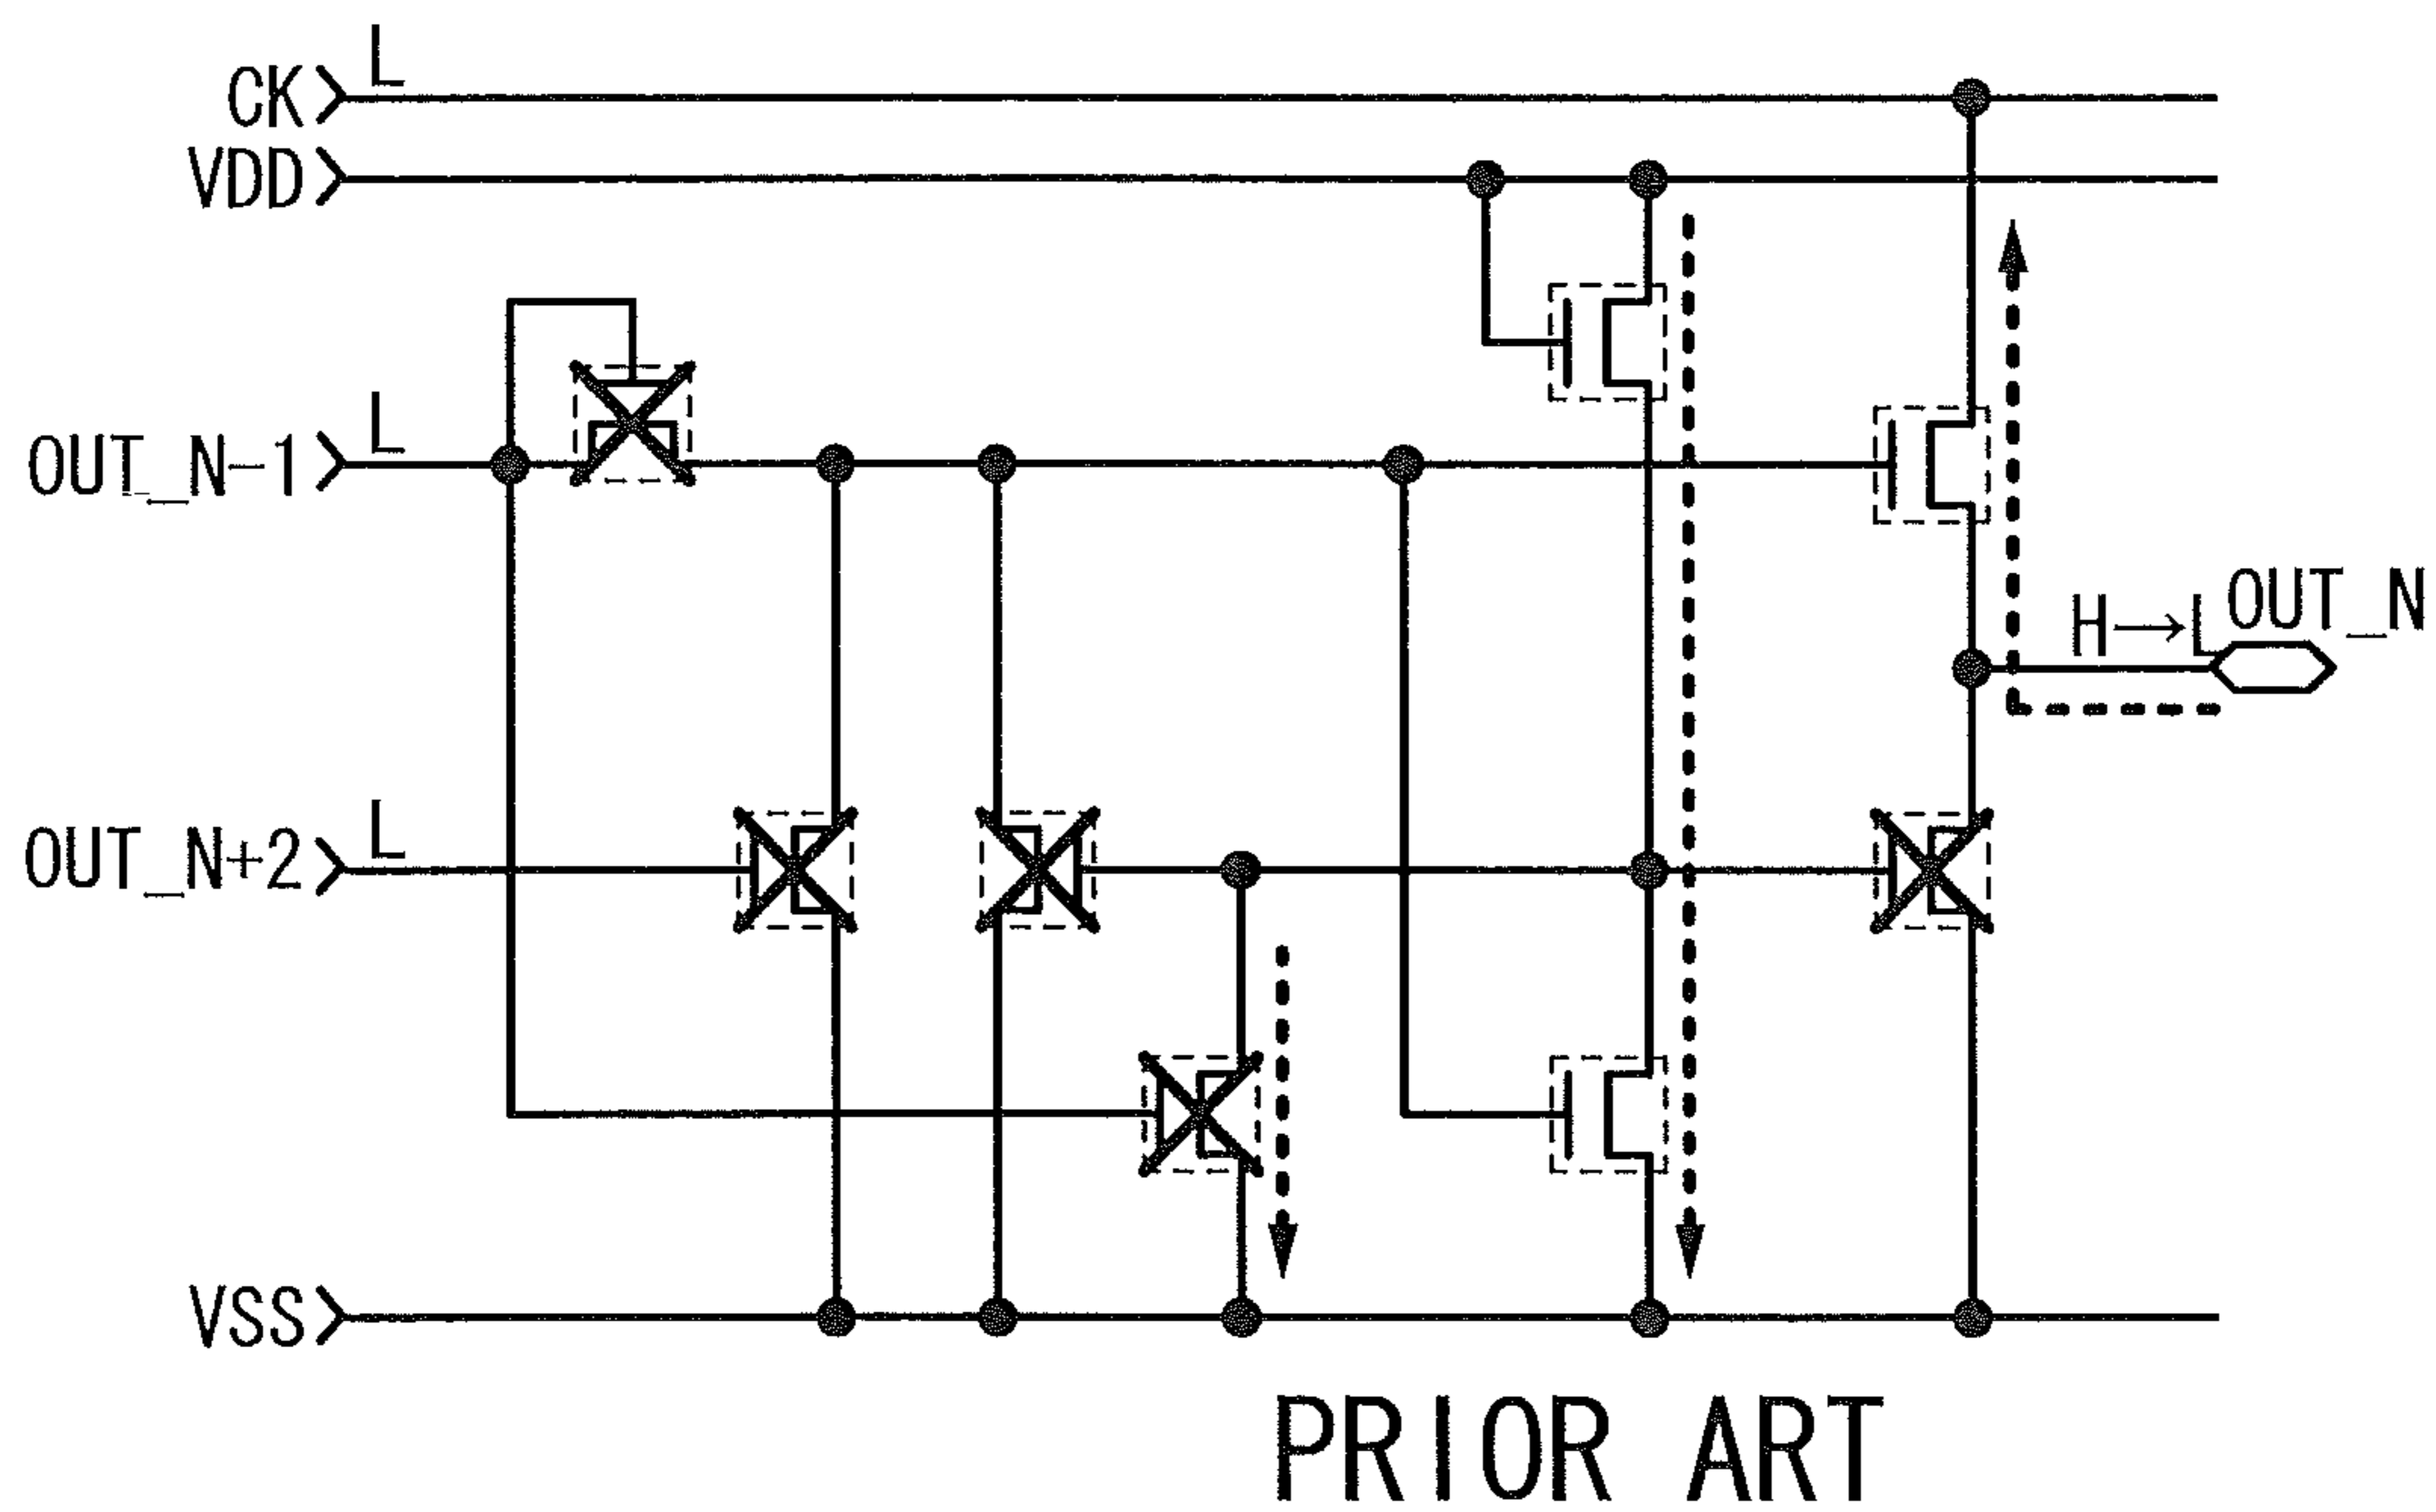 L
CK
VDD
L
OUT_N-1
H→L
OUT_N
L
OUT_N+2
VSS
PRIOR ART